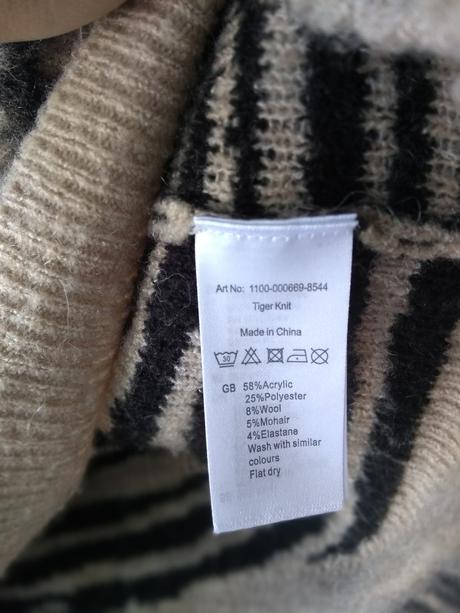 Art No: 1100-000669-8544
Tiger Knit
Made in China
30
GB 58%Acrylic
25%Polyester
8%Wool
5%Mohair
4%Elastane
Wash with similar
colours
Flat dry